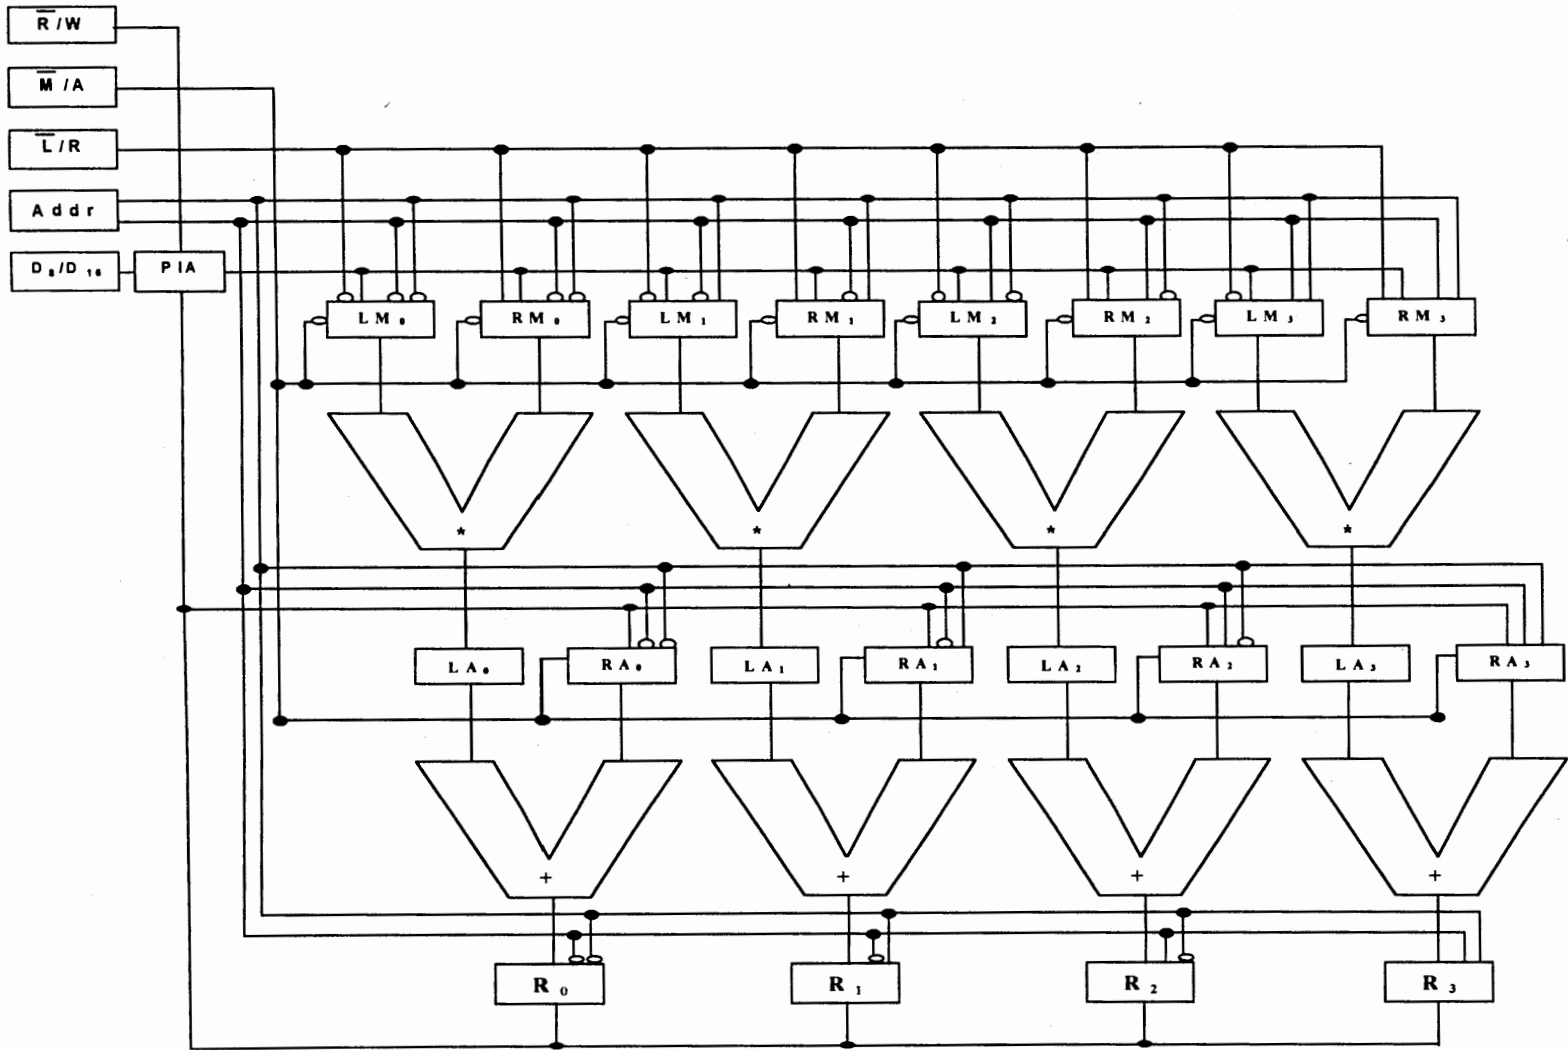 R̅/W
M̅/A
L̅/R
Addr
D₈/D₁₆ PIA
LM₀ RM₀ LM₁ RM₁ LM₂ RM₂ LM₃ RM₃
* * * *
LA₀ RA₀ LA₁ RA₁ LA₂ RA₂ LA₃ RA₃
+ + + +
R₀ R₁ R₂ R₃